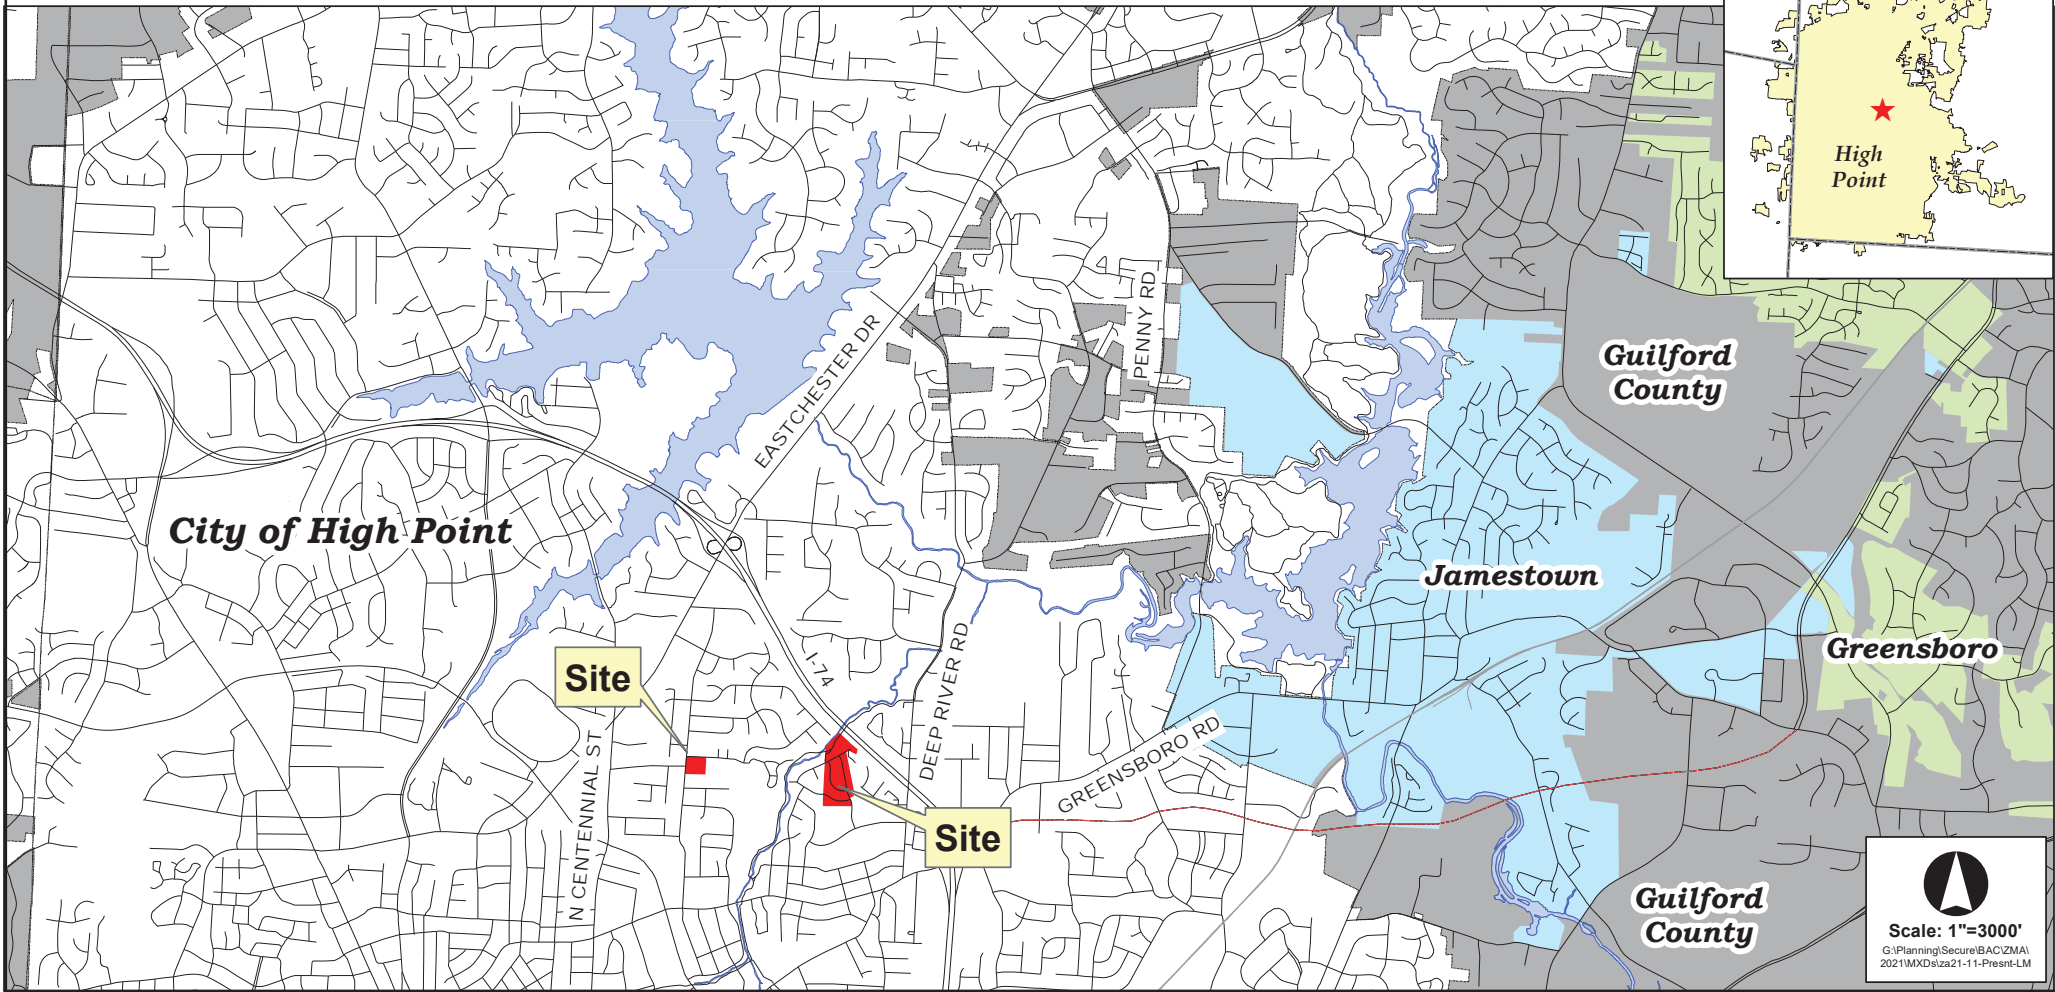 High
Point
PENNY RD
EASTCHESTER DR
Guilford
County
City of High Point
Jamestown
Greensboro
Site
I-74
DEEP RIVER RD
GREENSBORO RD
N CENTENNIAL ST
Site
Guilford
County
Scale: 1"=3000'
G:\Planning\Secure\BAC\ZMA\
2021\MXDs\za21-11-Presnt-LM